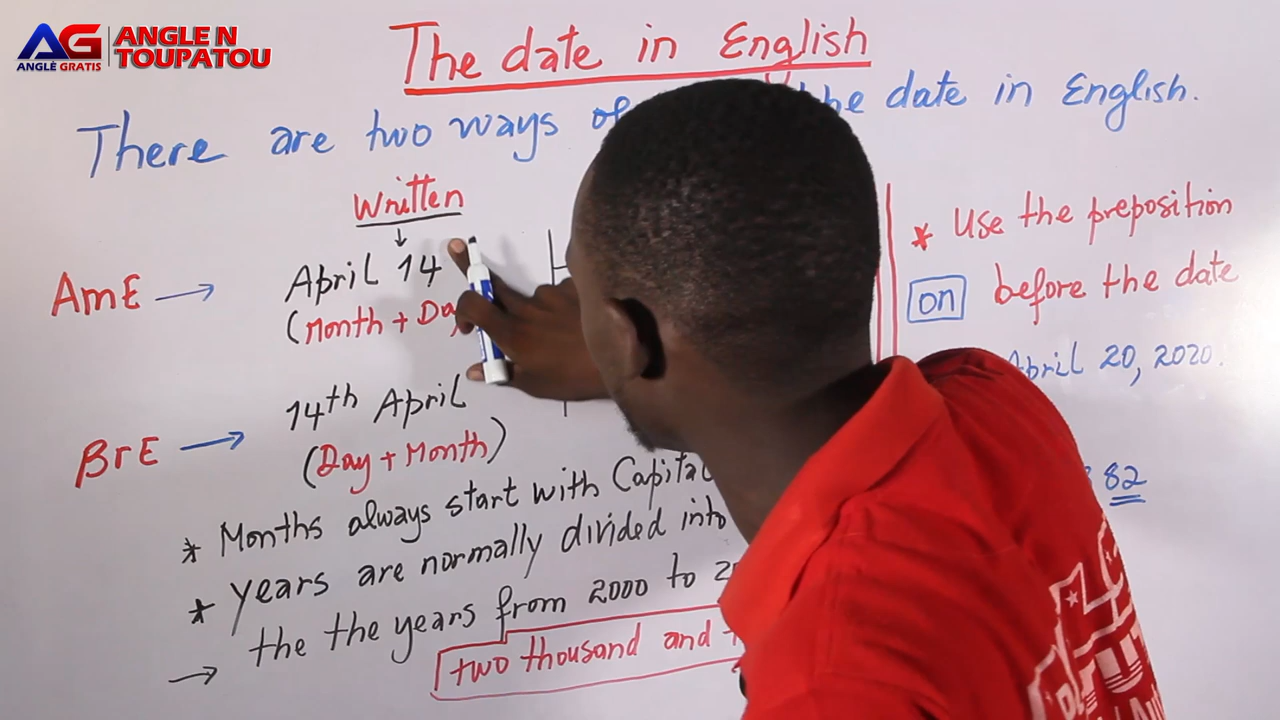 AG
ANGLÈ GRATIS
ANGLE N
TOUPATOU
The date in English
There are two ways of the date in English.
Written
AmE → April 14
(Month + Day
BrE → 14th April
(Day + Month)
* Months always start with Capital
* Years are normally divided into
→ the the years from 2000 to
two thousand and
* Use the preposition
on before the date
April 20, 2020.
82